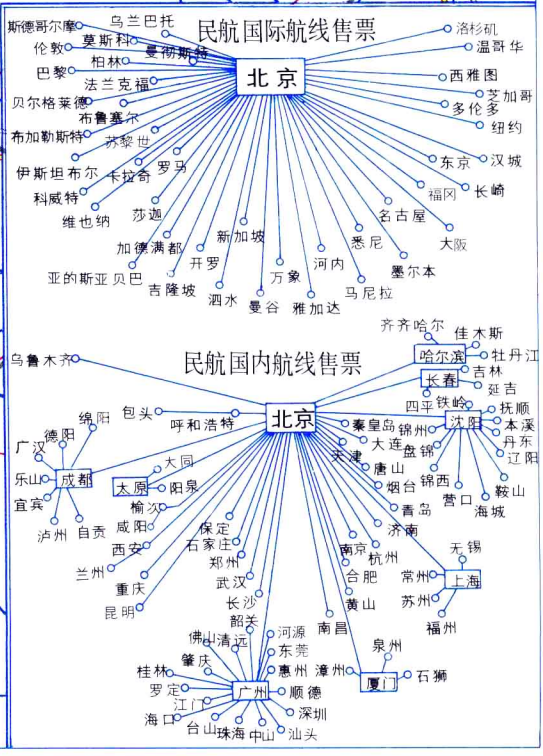 民航国际航线售票
斯德哥尔摩
乌兰巴托
洛杉矶
伦敦
莫斯科
温哥华
柏林
曼彻斯特
巴黎
法兰克福
北京
西雅图
芝加哥
贝尔格莱德
多伦多
布鲁塞尔
纽约
布加勒斯特
苏黎世
伊斯坦布尔
卡拉奇
罗马
东京
汉城
科威特
福冈
长崎
维也纳
莎迦
名古屋
加德满都
新加坡
悉尼
大阪
亚的斯亚贝巴
开罗
万象
河内
墨尔本
吉隆坡
泗水
曼谷
雅加达
马尼拉
民航国内航线售票
齐齐哈尔
佳木斯
乌鲁木齐
哈尔滨
牡丹江
吉林
长春
延吉
四平
铁岭
包头
呼和浩特
北京
秦皇岛
沈阳
抚顺
绵阳
德阳
锦州
本溪
广汉
大连
盘锦
丹东
天津
辽阳
大同
唐山
乐山
成都
太原
阳泉
烟台
锦西
鞍山
宜宾
榆次
营口
青岛
海城
泸州
自贡
咸阳
保定
济南
西安
石家庄
南京
杭州
无锡
兰州
郑州
合肥
常州
上海
重庆
武汉
苏州
昆明
长沙
黄山
福州
韶关
南昌
佛山
清远
河源
泉州
肇庆
东莞
桂林
惠州
漳州
石狮
罗定
广州
顺德
厦门
江门
海口
深圳
台山
珠海
中山
汕头